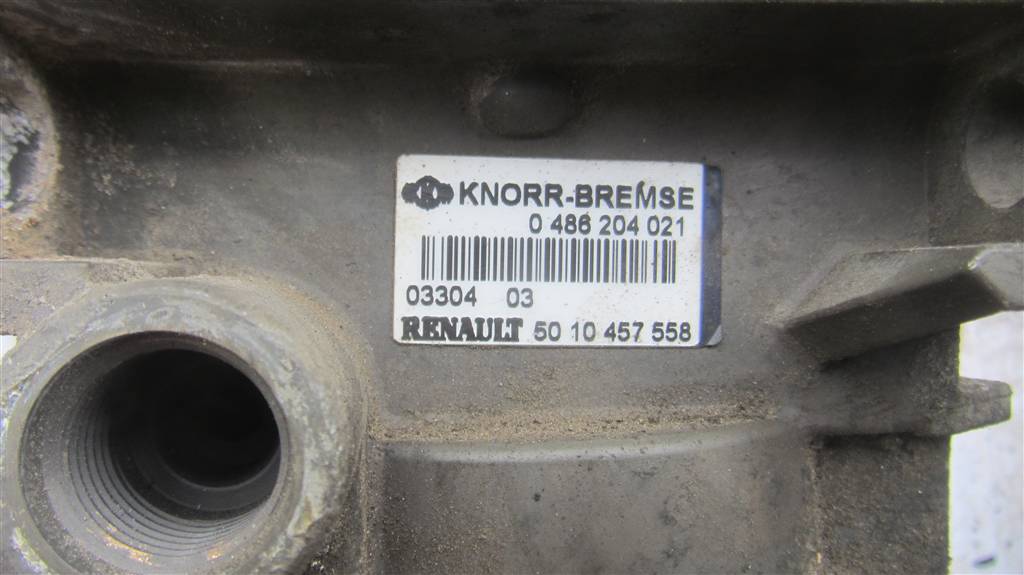 KNORR-BREMSE
0 486 204 021
03304 03
RENAULT 50 10 457 558